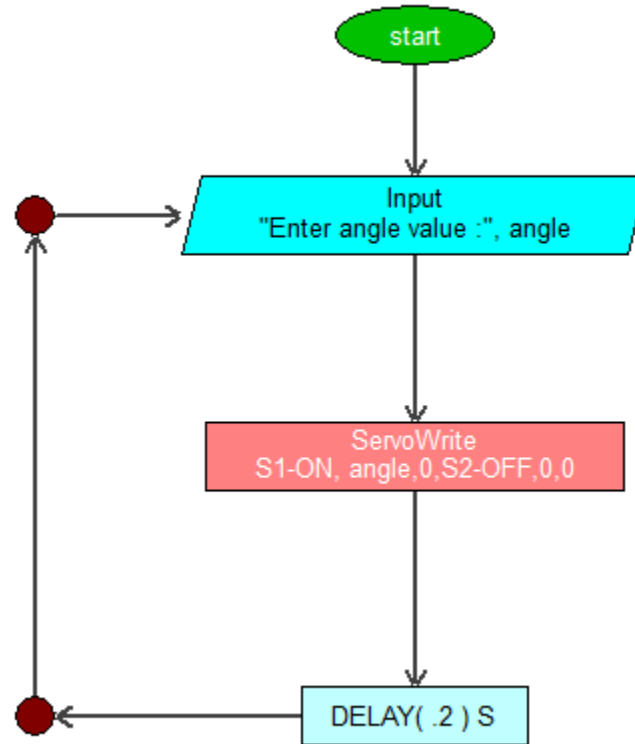 start
Input
"Enter angle value :", angle
ServoWrite
S1-ON, angle,0,S2-OFF,0,0
DELAY( .2 ) S